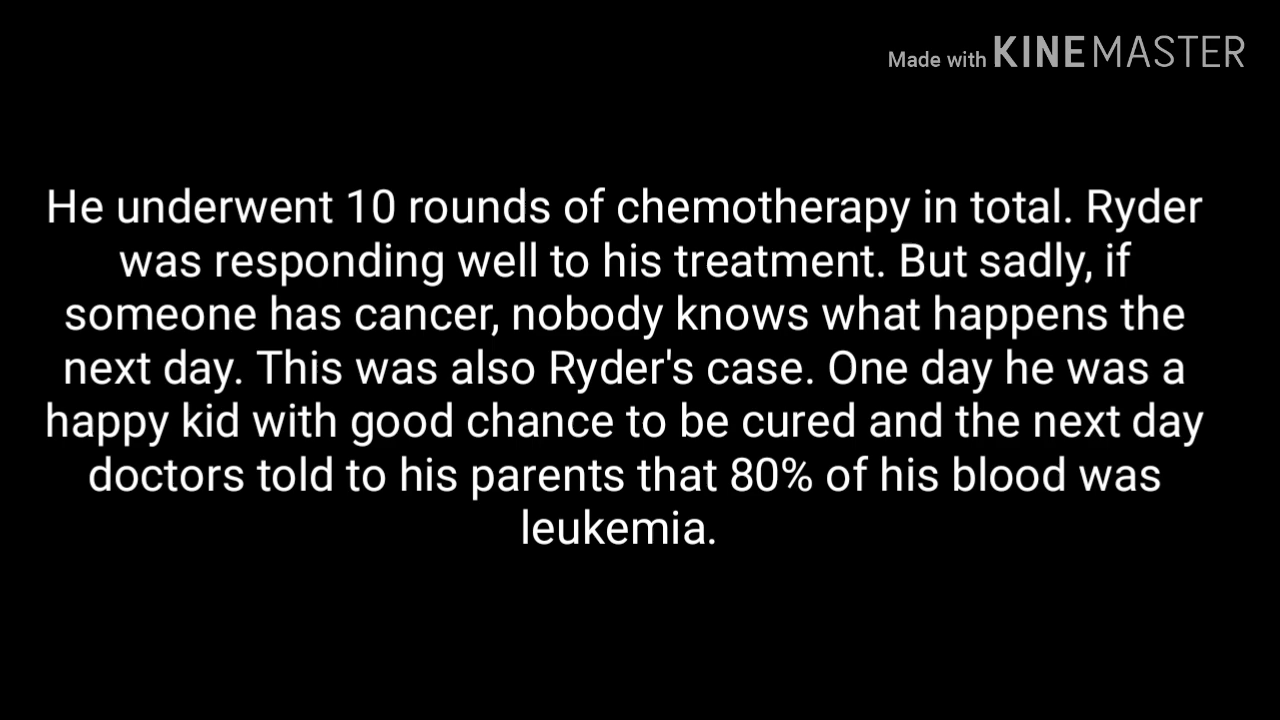 Made with KINEMASTER
He underwent 10 rounds of chemotherapy in total. Ryder
was responding well to his treatment. But sadly, if
someone has cancer, nobody knows what happens the
next day. This was also Ryder's case. One day he was a
happy kid with good chance to be cured and the next day
doctors told to his parents that 80% of his blood was
leukemia.